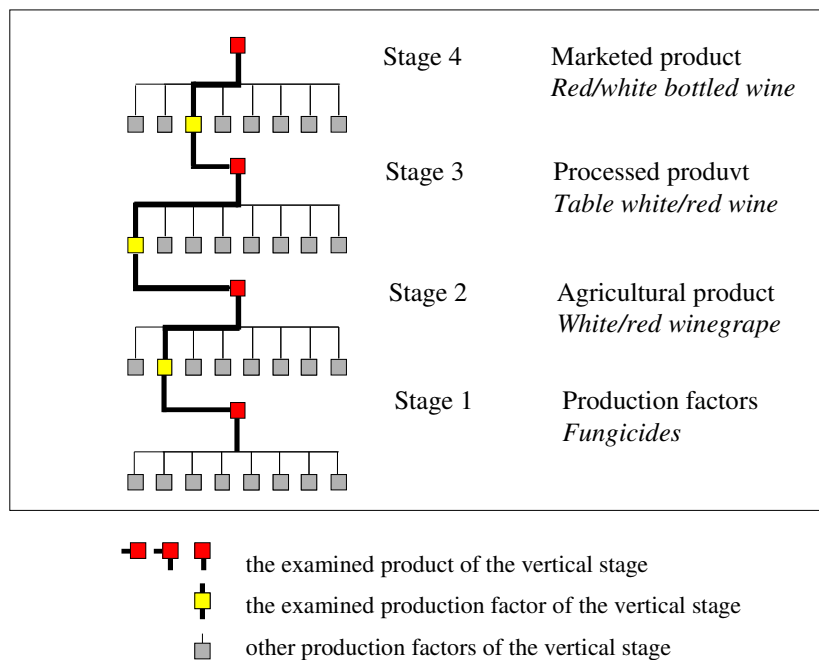 Stage 4 Marketed product
Red/white bottled wine
Stage 3 Processed produvt
Table white/red wine
Stage 2 Agricultural product
White/red winegrape
Stage 1 Production factors
Fungicides
the examined product of the vertical stage
the examined production factor of the vertical stage
other production factors of the vertical stage